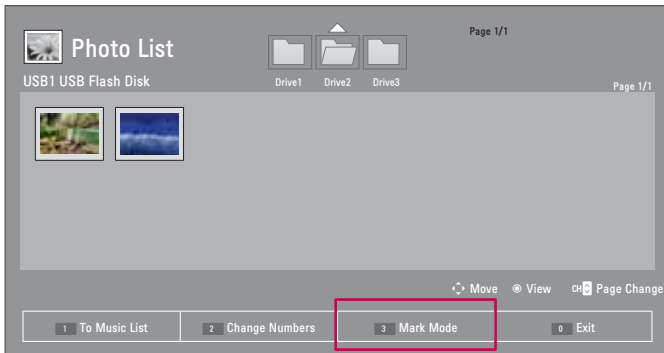 Page 1/1
Photo List
USB1 USB Flash Disk
Drive1 Drive2 Drive3
Page 1/1
Move View CH Page Change
1 To Music List 2 Change Numbers 3 Mark Mode 0 Exit